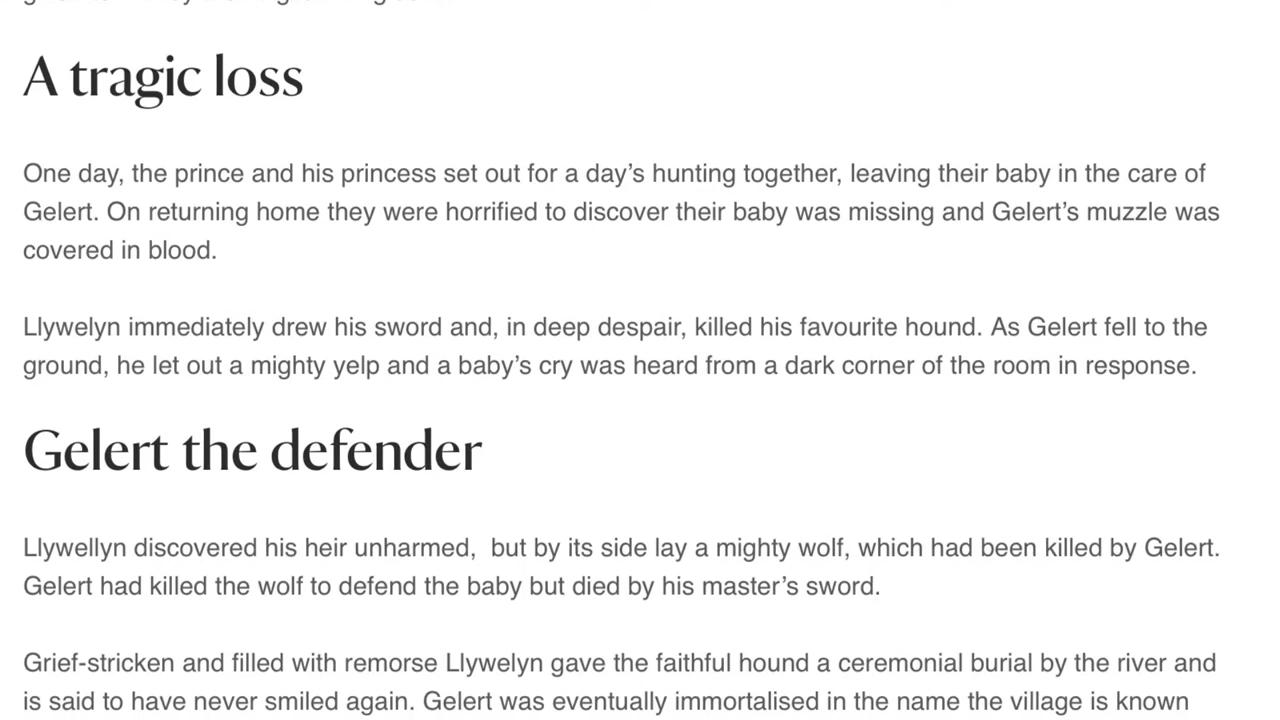 A tragic loss
One day, the prince and his princess set out for a day’s hunting together, leaving their baby in the care of
Gelert. On returning home they were horrified to discover their baby was missing and Gelert’s muzzle was
covered in blood.
Llywelyn immediately drew his sword and, in deep despair, killed his favourite hound. As Gelert fell to the
ground, he let out a mighty yelp and a baby’s cry was heard from a dark corner of the room in response.
Gelert the defender
Llywellyn discovered his heir unharmed,  but by its side lay a mighty wolf, which had been killed by Gelert.
Gelert had killed the wolf to defend the baby but died by his master’s sword.
Grief-stricken and filled with remorse Llywelyn gave the faithful hound a ceremonial burial by the river and
is said to have never smiled again. Gelert was eventually immortalised in the name the village is known